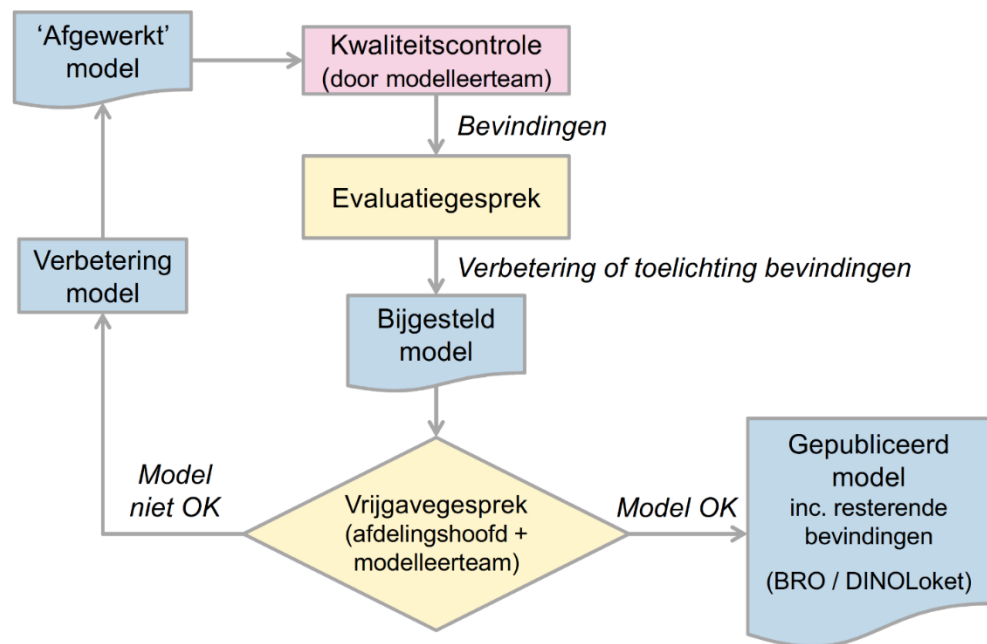 ‘Afgewerkt’
model
Kwaliteitscontrole
(door modelleerteam)
Bevindingen
Evaluatiegesprek
Verbetering of toelichting bevindingen
Verbetering
model
Bijgesteld
model
Model
niet OK
Vrijgavegesprek
(afdelingshoofd +
modelleerteam)
Model OK
Gepubliceerd
model
inc. resterende
bevindingen
(BRO / DINOLoket)